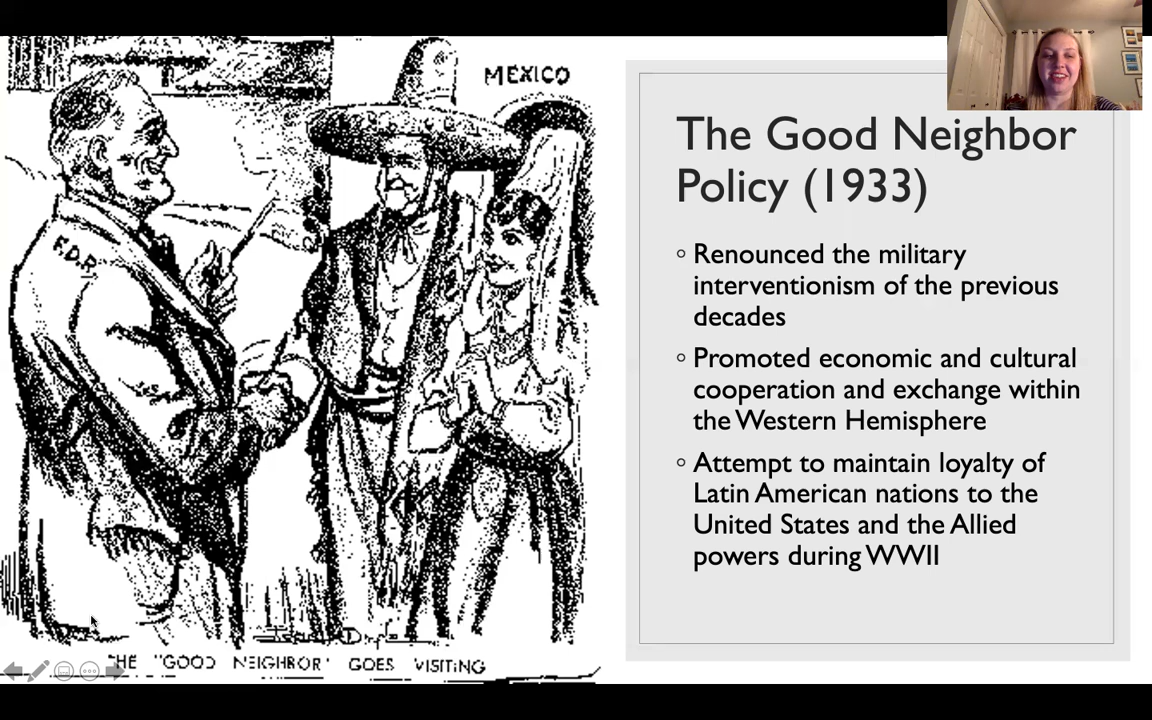 MEXICO
F.D.R.
THE "GOOD NEIGHBOR" GOES VISITING
The Good Neighbor
Policy (1933)
Renounced the military
interventionism of the previous
decades
Promoted economic and cultural
cooperation and exchange within
the Western Hemisphere
Attempt to maintain loyalty of
Latin American nations to the
United States and the Allied
powers during WWII